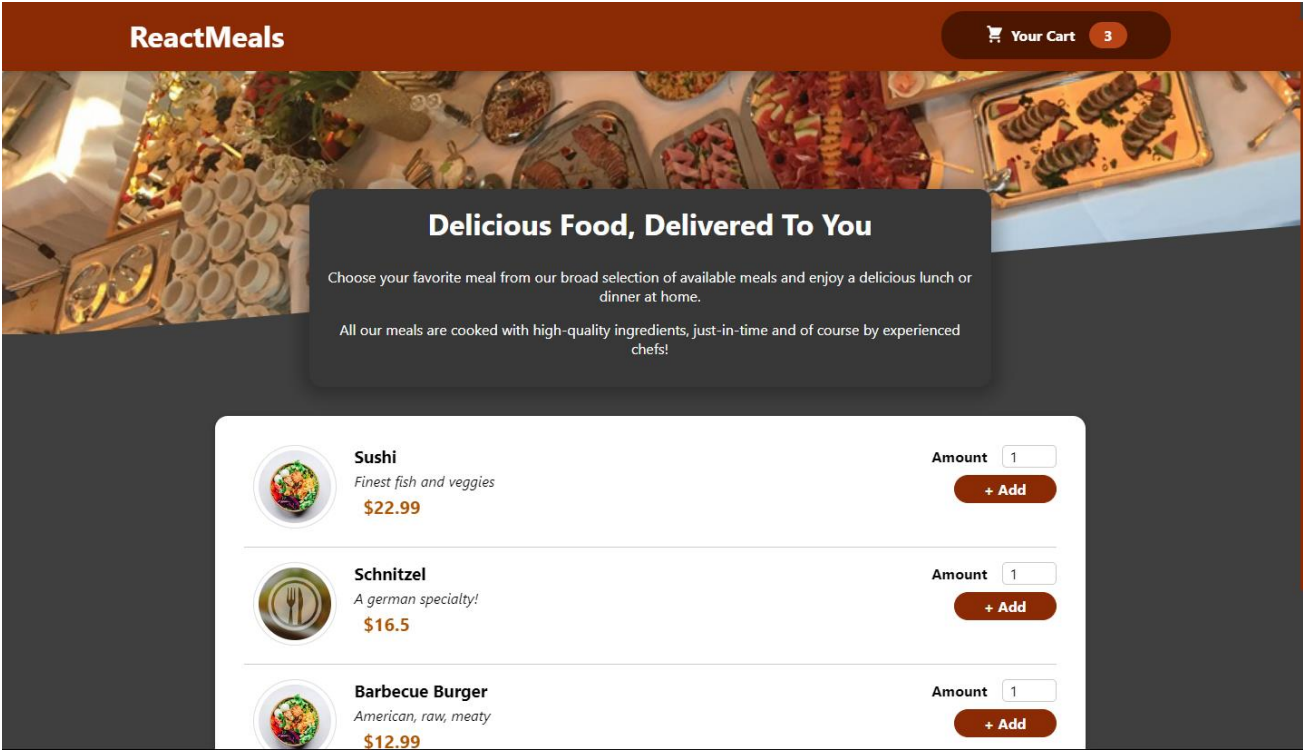 ReactMeals
Your Cart 3
Delicious Food, Delivered To You
Choose your favorite meal from our broad selection of available meals and enjoy a delicious lunch or
dinner at home.
All our meals are cooked with high-quality ingredients, just-in-time and of course by experienced
chefs!
Sushi
Finest fish and veggies
$22.99
Amount 1
+ Add
Schnitzel
A german specialty!
$16.5
Amount 1
+ Add
Barbecue Burger
American, raw, meaty
$12.99
Amount 1
+ Add